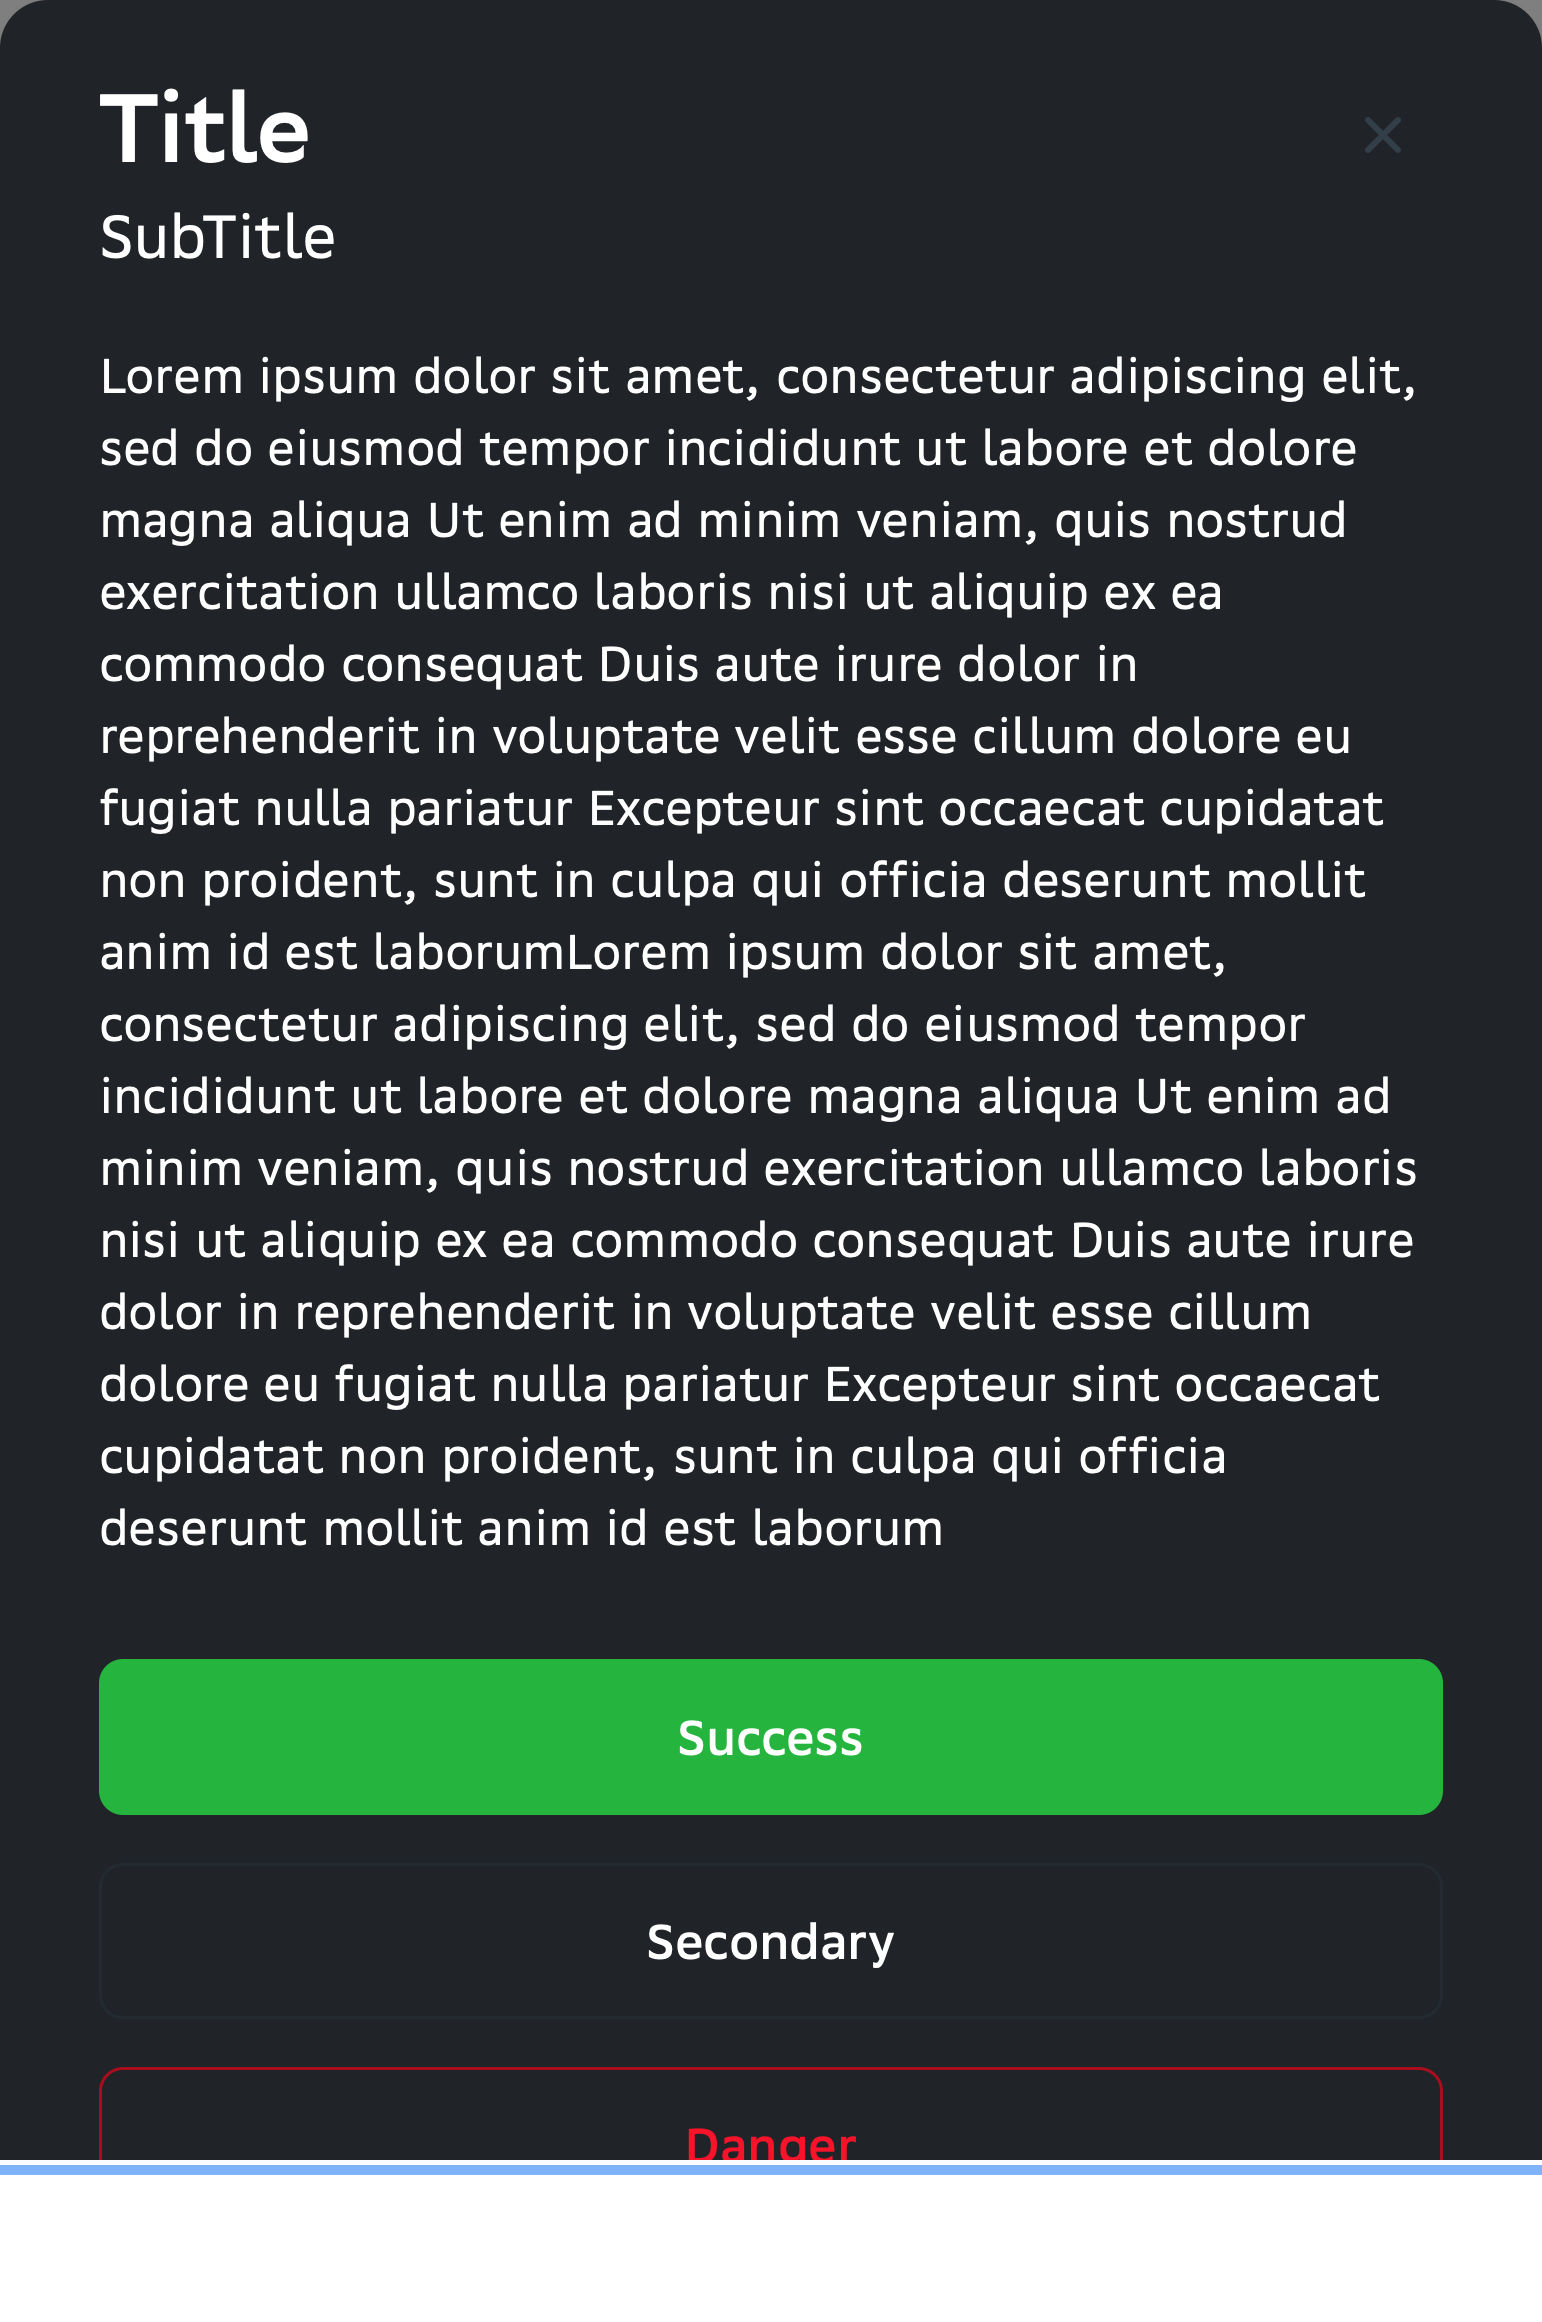 Title
SubTitle
Lorem ipsum dolor sit amet, consectetur adipiscing elit,
sed do eiusmod tempor incididunt ut labore et dolore
magna aliqua Ut enim ad minim veniam, quis nostrud
exercitation ullamco laboris nisi ut aliquip ex ea
commodo consequat Duis aute irure dolor in
reprehenderit in voluptate velit esse cillum dolore eu
fugiat nulla pariatur Excepteur sint occaecat cupidatat
non proident, sunt in culpa qui officia deserunt mollit
anim id est laborumLorem ipsum dolor sit amet,
consectetur adipiscing elit, sed do eiusmod tempor
incididunt ut labore et dolore magna aliqua Ut enim ad
minim veniam, quis nostrud exercitation ullamco laboris
nisi ut aliquip ex ea commodo consequat Duis aute irure
dolor in reprehenderit in voluptate velit esse cillum
dolore eu fugiat nulla pariatur Excepteur sint occaecat
cupidatat non proident, sunt in culpa qui officia
deserunt mollit anim id est laborum
Success
Secondary
Danger